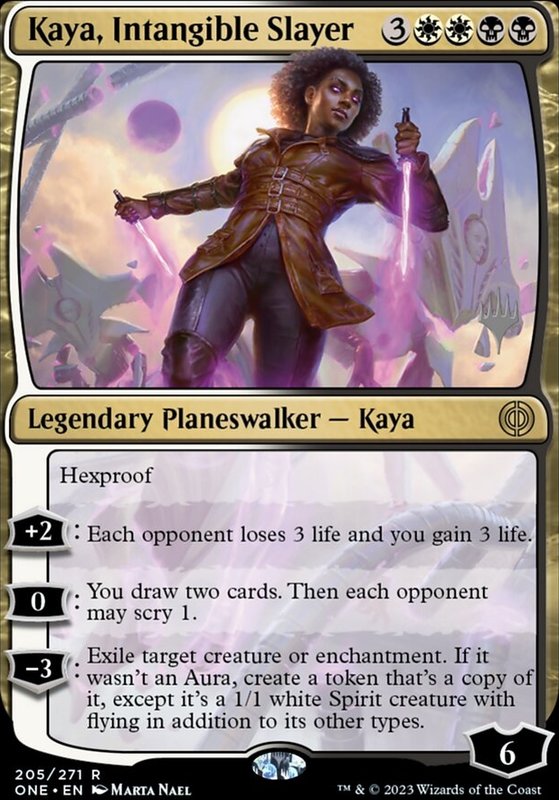 Kaya, Intangible Slayer 3
Legendary Planeswalker — Kaya
Hexproof
+2 : Each opponent loses 3 life and you gain 3 life.
0 : You draw two cards. Then each opponent
may scry 1.
−3 : Exile target creature or enchantment. If it
wasn't an Aura, create a token that's a copy of
it, except it's a 1/1 white Spirit creature with
flying in addition to its other types.
6
205/271 R
ONE • EN Marta Nael
™ & © 2023 Wizards of the Coast